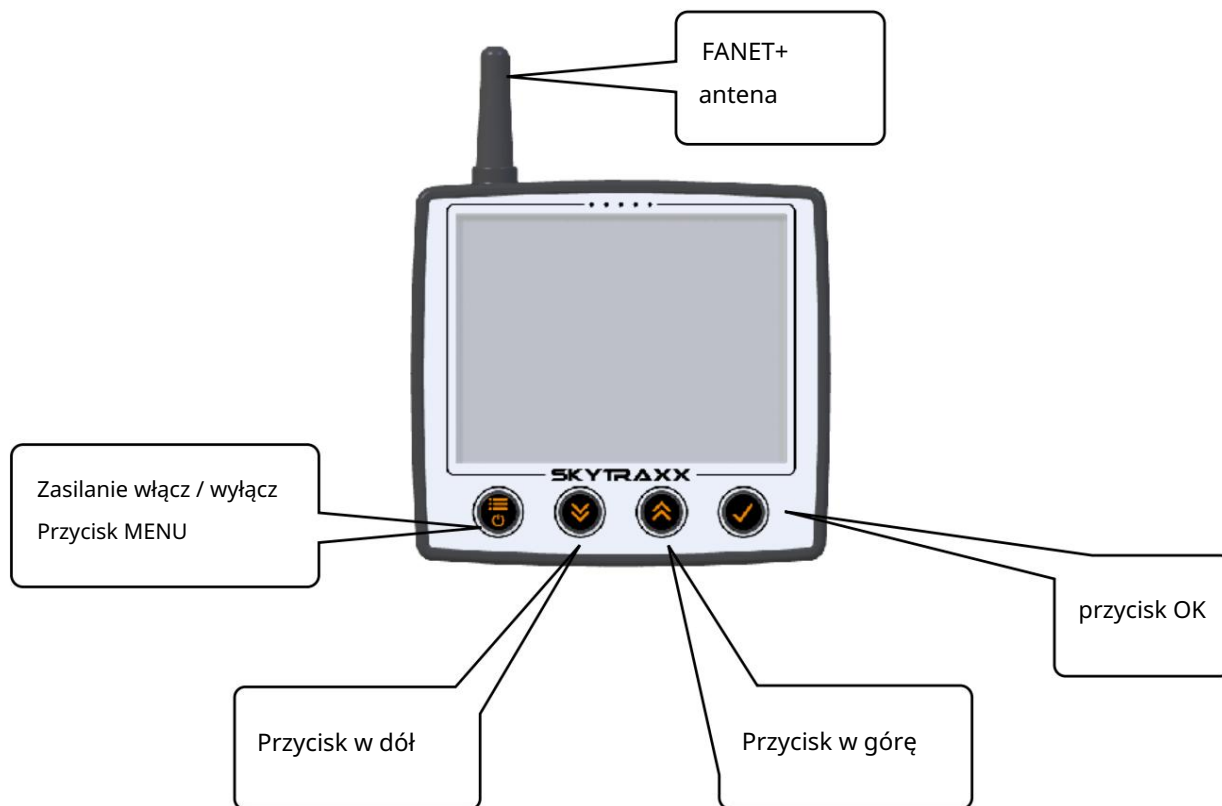 FANET+
antena
SKYTRAXX
Zasilanie włącz / wyłącz
Przycisk MENU
przycisk OK
Przycisk w dół
Przycisk w górę